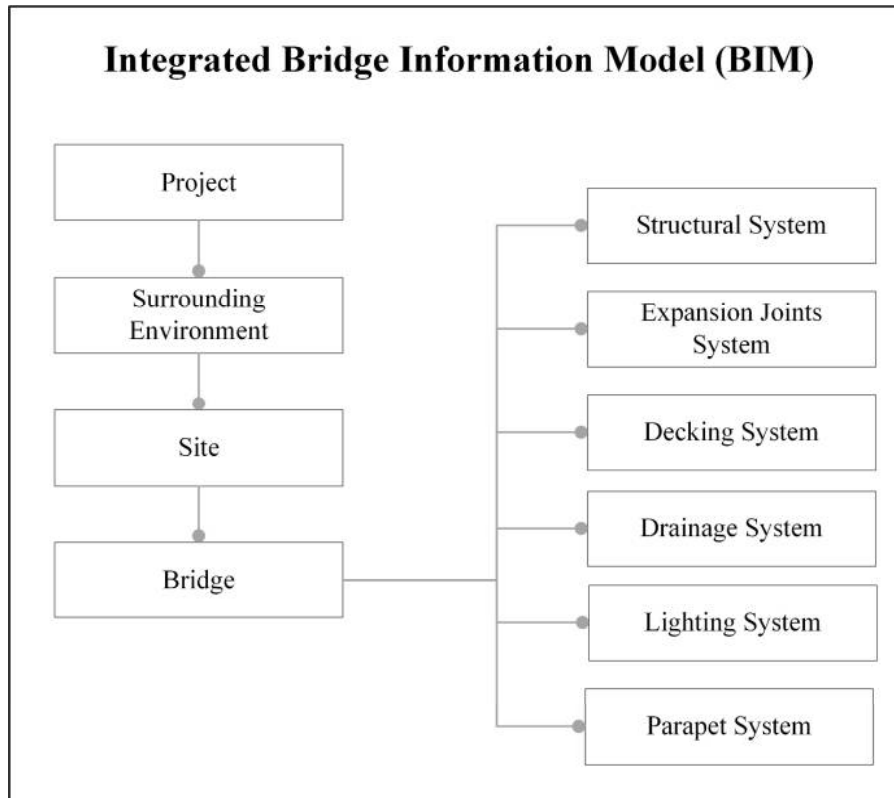 Integrated Bridge Information Model (BIM)
Project
Surrounding
Environment
Site
Bridge
Structural System
Expansion Joints
System
Decking System
Drainage System
Lighting System
Parapet System